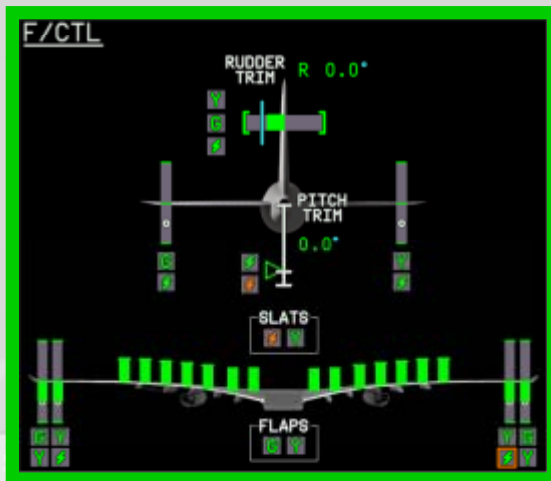 F/CTL
RUDDER
TRIM
R 0.0°
Y
G
PITCH
TRIM
0.0°
G
Y
SLATS
Y
FLAPS
G Y
G Y
Y
Y G
Y